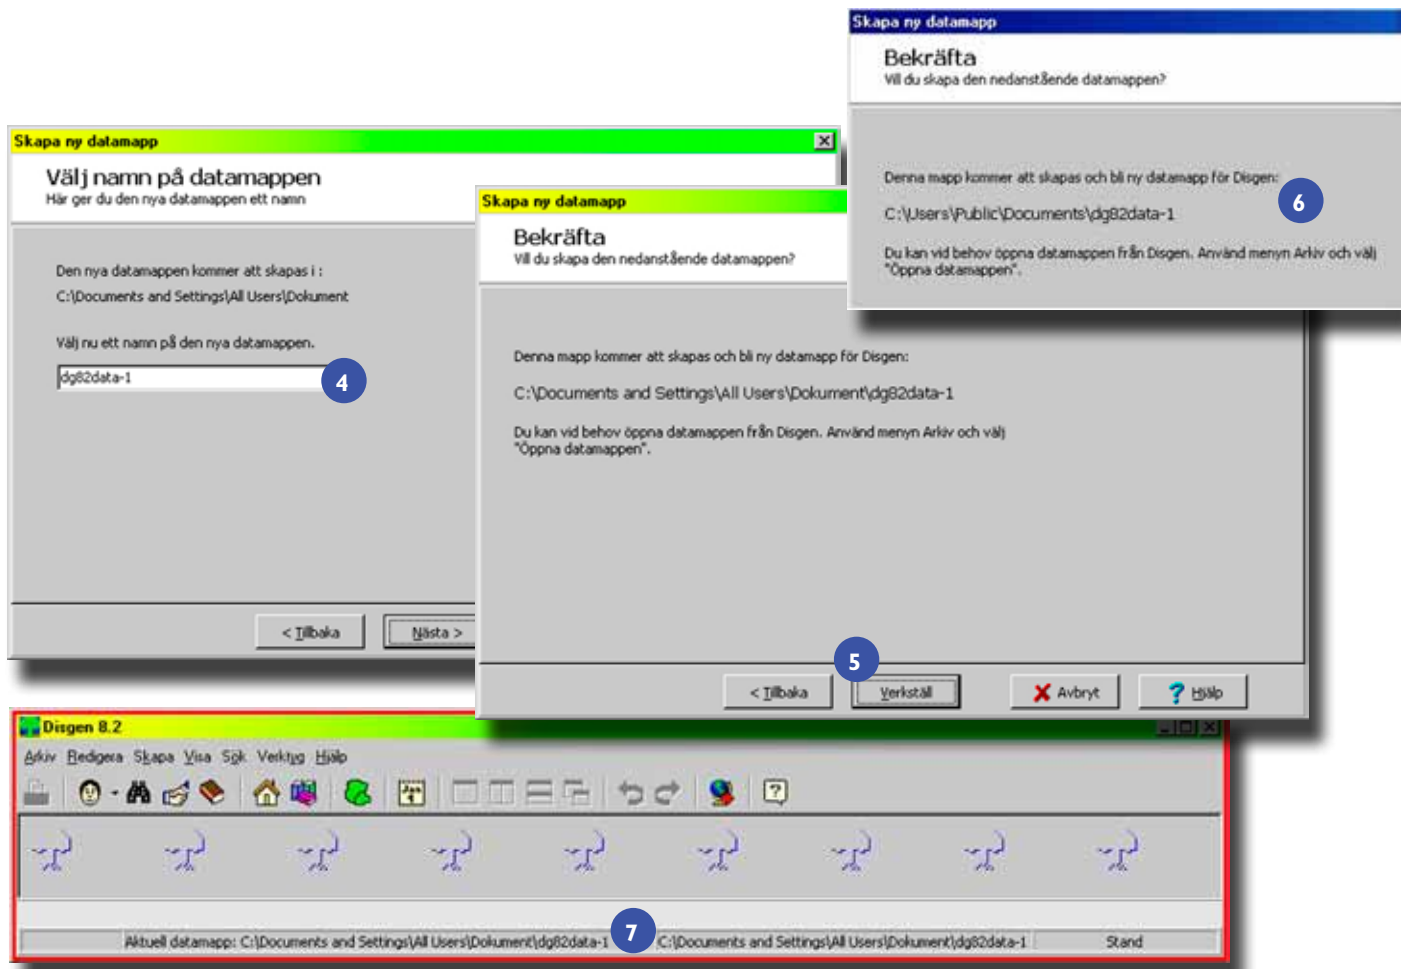 Skapa ny datamapp
Bekräfta
Vill du skapa den nedanstående datamappen?
Denna mapp kommer att skapas och bli ny datamapp för Disgen:
6
C:\Users\Public\Documents\dg82data-1
Du kan vid behov öppna datamappen från Disgen. Använd menyn Arkiv och välj
"Öppna datamappen".
Skapa ny datamapp
Välj namn på datamappen
Här ger du den nya datamappen ett namn
Den nya datamappen kommer att skapas i :
C:\Documents and Settings\All Users\Dokument
Välj nu ett namn på den nya datamappen.
dg82data-1
4
< Tillbaka
Nästa >
Skapa ny datamapp
Bekräfta
Vill du skapa den nedanstående datamappen?
Denna mapp kommer att skapas och bli ny datamapp för Disgen:
C:\Documents and Settings\All Users\Dokument\dg82data-1
Du kan vid behov öppna datamappen från Disgen. Använd menyn Arkiv och välj
"Öppna datamappen".
5
< Tillbaka
Verkställ
Avbryt
Hjälp
Disgen 8.2
Arkiv Redigera Skapa Visa Sök Verktyg Hjälp
Aktuell datamapp: C:\Documents and Settings\All Users\Dokument\dg82data-1
7
C:\Documents and Settings\All Users\Dokument\dg82data-1
Stand